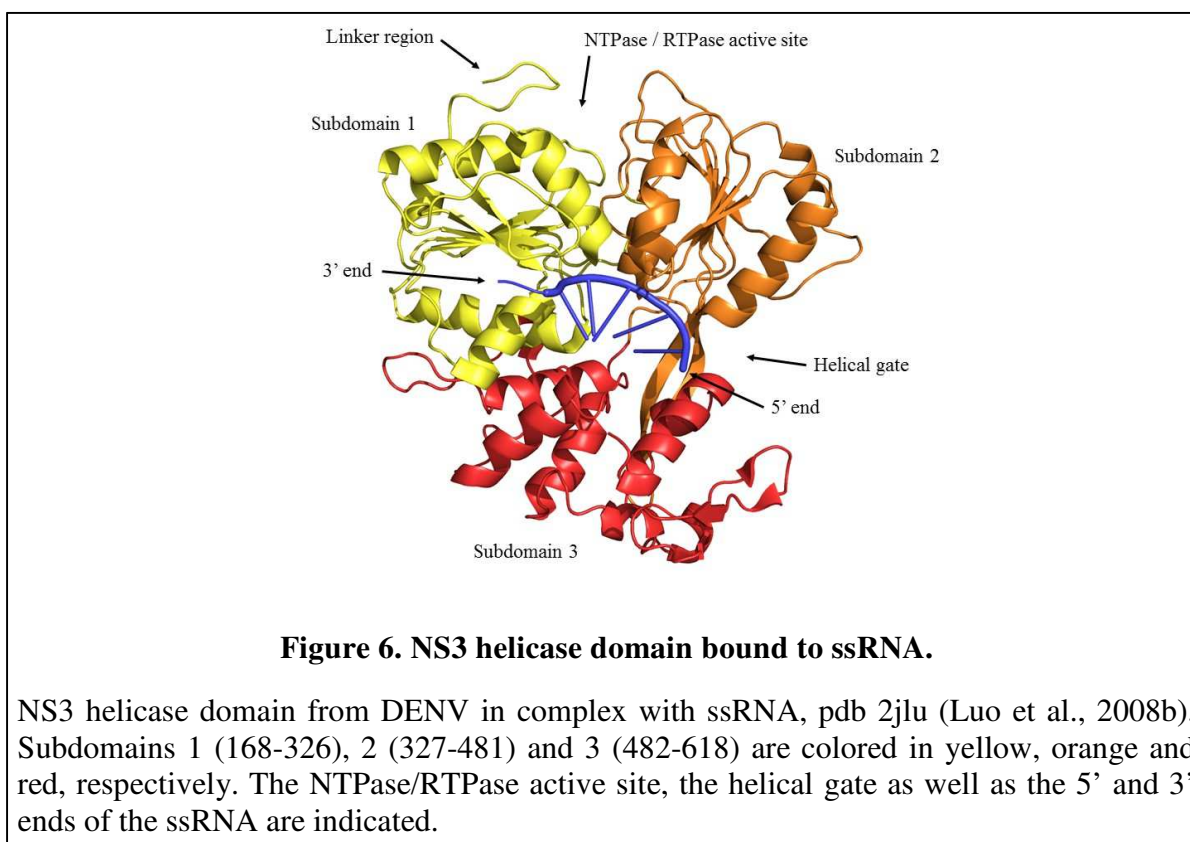 Linker region
NTPase / RTPase active site
Subdomain 1
Subdomain 2
3’ end
Helical gate
5’ end
Subdomain 3
Figure 6. NS3 helicase domain bound to ssRNA.
NS3 helicase domain from DENV in complex with ssRNA, pdb 2jlu (Luo et al., 2008b).
Subdomains 1 (168-326), 2 (327-481) and 3 (482-618) are colored in yellow, orange and
red, respectively. The NTPase/RTPase active site, the helical gate as well as the 5’ and 3’
ends of the ssRNA are indicated.